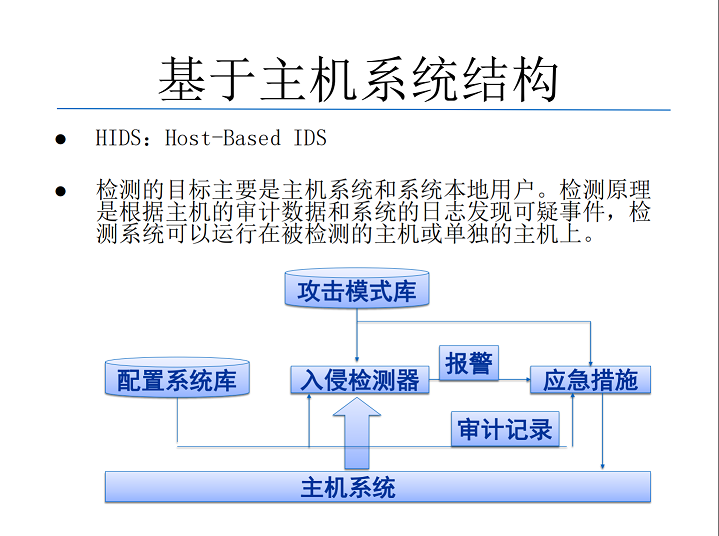 基于主机系统结构
HIDS：Host-Based IDS
检测的目标主要是主机系统和系统本地用户。检测原理
是根据主机的审计数据和系统的日志发现可疑事件，检
测系统可以运行在被检测的主机或单独的主机上。
攻击模式库
配置系统库
入侵检测器
报警
应急措施
审计记录
主机系统